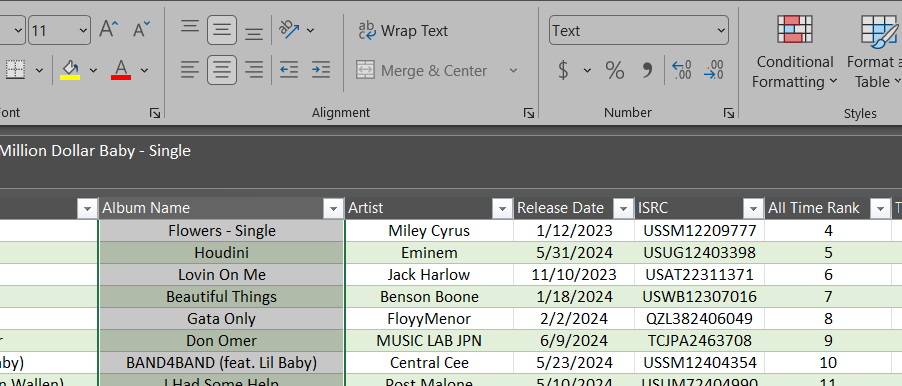 11 A A ab Wrap Text Text
Merge & Center $ % 9 .00 .00 Conditional Format a
Formatting Table
Font Alignment Number Styles
Million Dollar Baby - Single
Album Name Artist Release Date ISRC All Time Rank T
Flowers - Single Miley Cyrus 1/12/2023 USSM12209777 4
Houdini Eminem 5/31/2024 USUG12403398 5
Lovin On Me Jack Harlow 11/10/2023 USAT22311371 6
Beautiful Things Benson Boone 1/18/2024 USWB12307016 7
Gata Only FloyyMenor 2/2/2024 QZL382406049 8
r Don Omer MUSIC LAB JPN 6/9/2024 TCJPA2463708 9
aby) BAND4BAND (feat. Lil Baby) Central Cee 5/23/2024 USSM12404354 10
n Wallen) I Had Some Help Post Malone 5/10/2024 USUM72404990 11